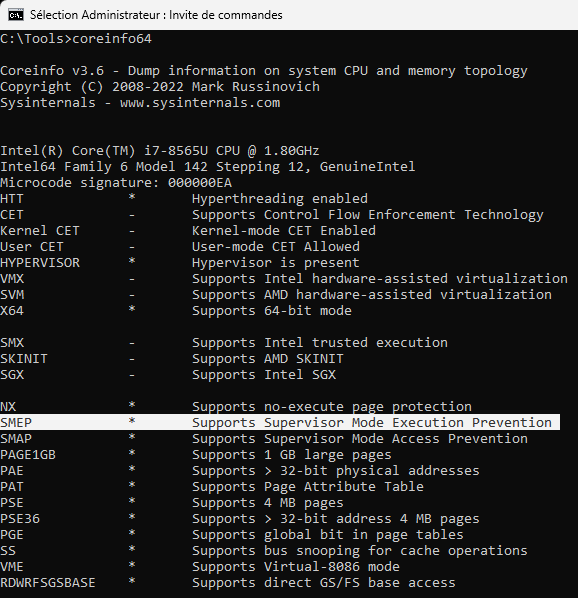 Sélection Administrateur : Invite de commandes
C:\Tools>coreinfo64
Coreinfo v3.6 - Dump information on system CPU and memory topology
Copyright (C) 2008-2022 Mark Russinovich
Sysinternals - www.sysinternals.com
Intel(R) Core(TM) i7-8565U CPU @ 1.80GHz
Intel64 Family 6 Model 142 Stepping 12, GenuineIntel
Microcode signature: 000000EA
HTT * Hyperthreading enabled
CET - Supports Control Flow Enforcement Technology
Kernel CET - Kernel-mode CET Enabled
User CET - User-mode CET Allowed
HYPERVISOR * Hypervisor is present
VMX - Supports Intel hardware-assisted virtualization
SVM - Supports AMD hardware-assisted virtualization
X64 * Supports 64-bit mode
SMX - Supports Intel trusted execution
SKINIT - Supports AMD SKINIT
SGX - Supports Intel SGX
NX * Supports no-execute page protection
SMEP * Supports Supervisor Mode Execution Prevention
SMAP * Supports Supervisor Mode Access Prevention
PAGE1GB * Supports 1 GB large pages
PAE * Supports > 32-bit physical addresses
PAT * Supports Page Attribute Table
PSE * Supports 4 MB pages
PSE36 * Supports > 32-bit address 4 MB pages
PGE * Supports global bit in page tables
SS * Supports bus snooping for cache operations
VME * Supports Virtual-8086 mode
RDWRFSGSBASE * Supports direct GS/FS base access